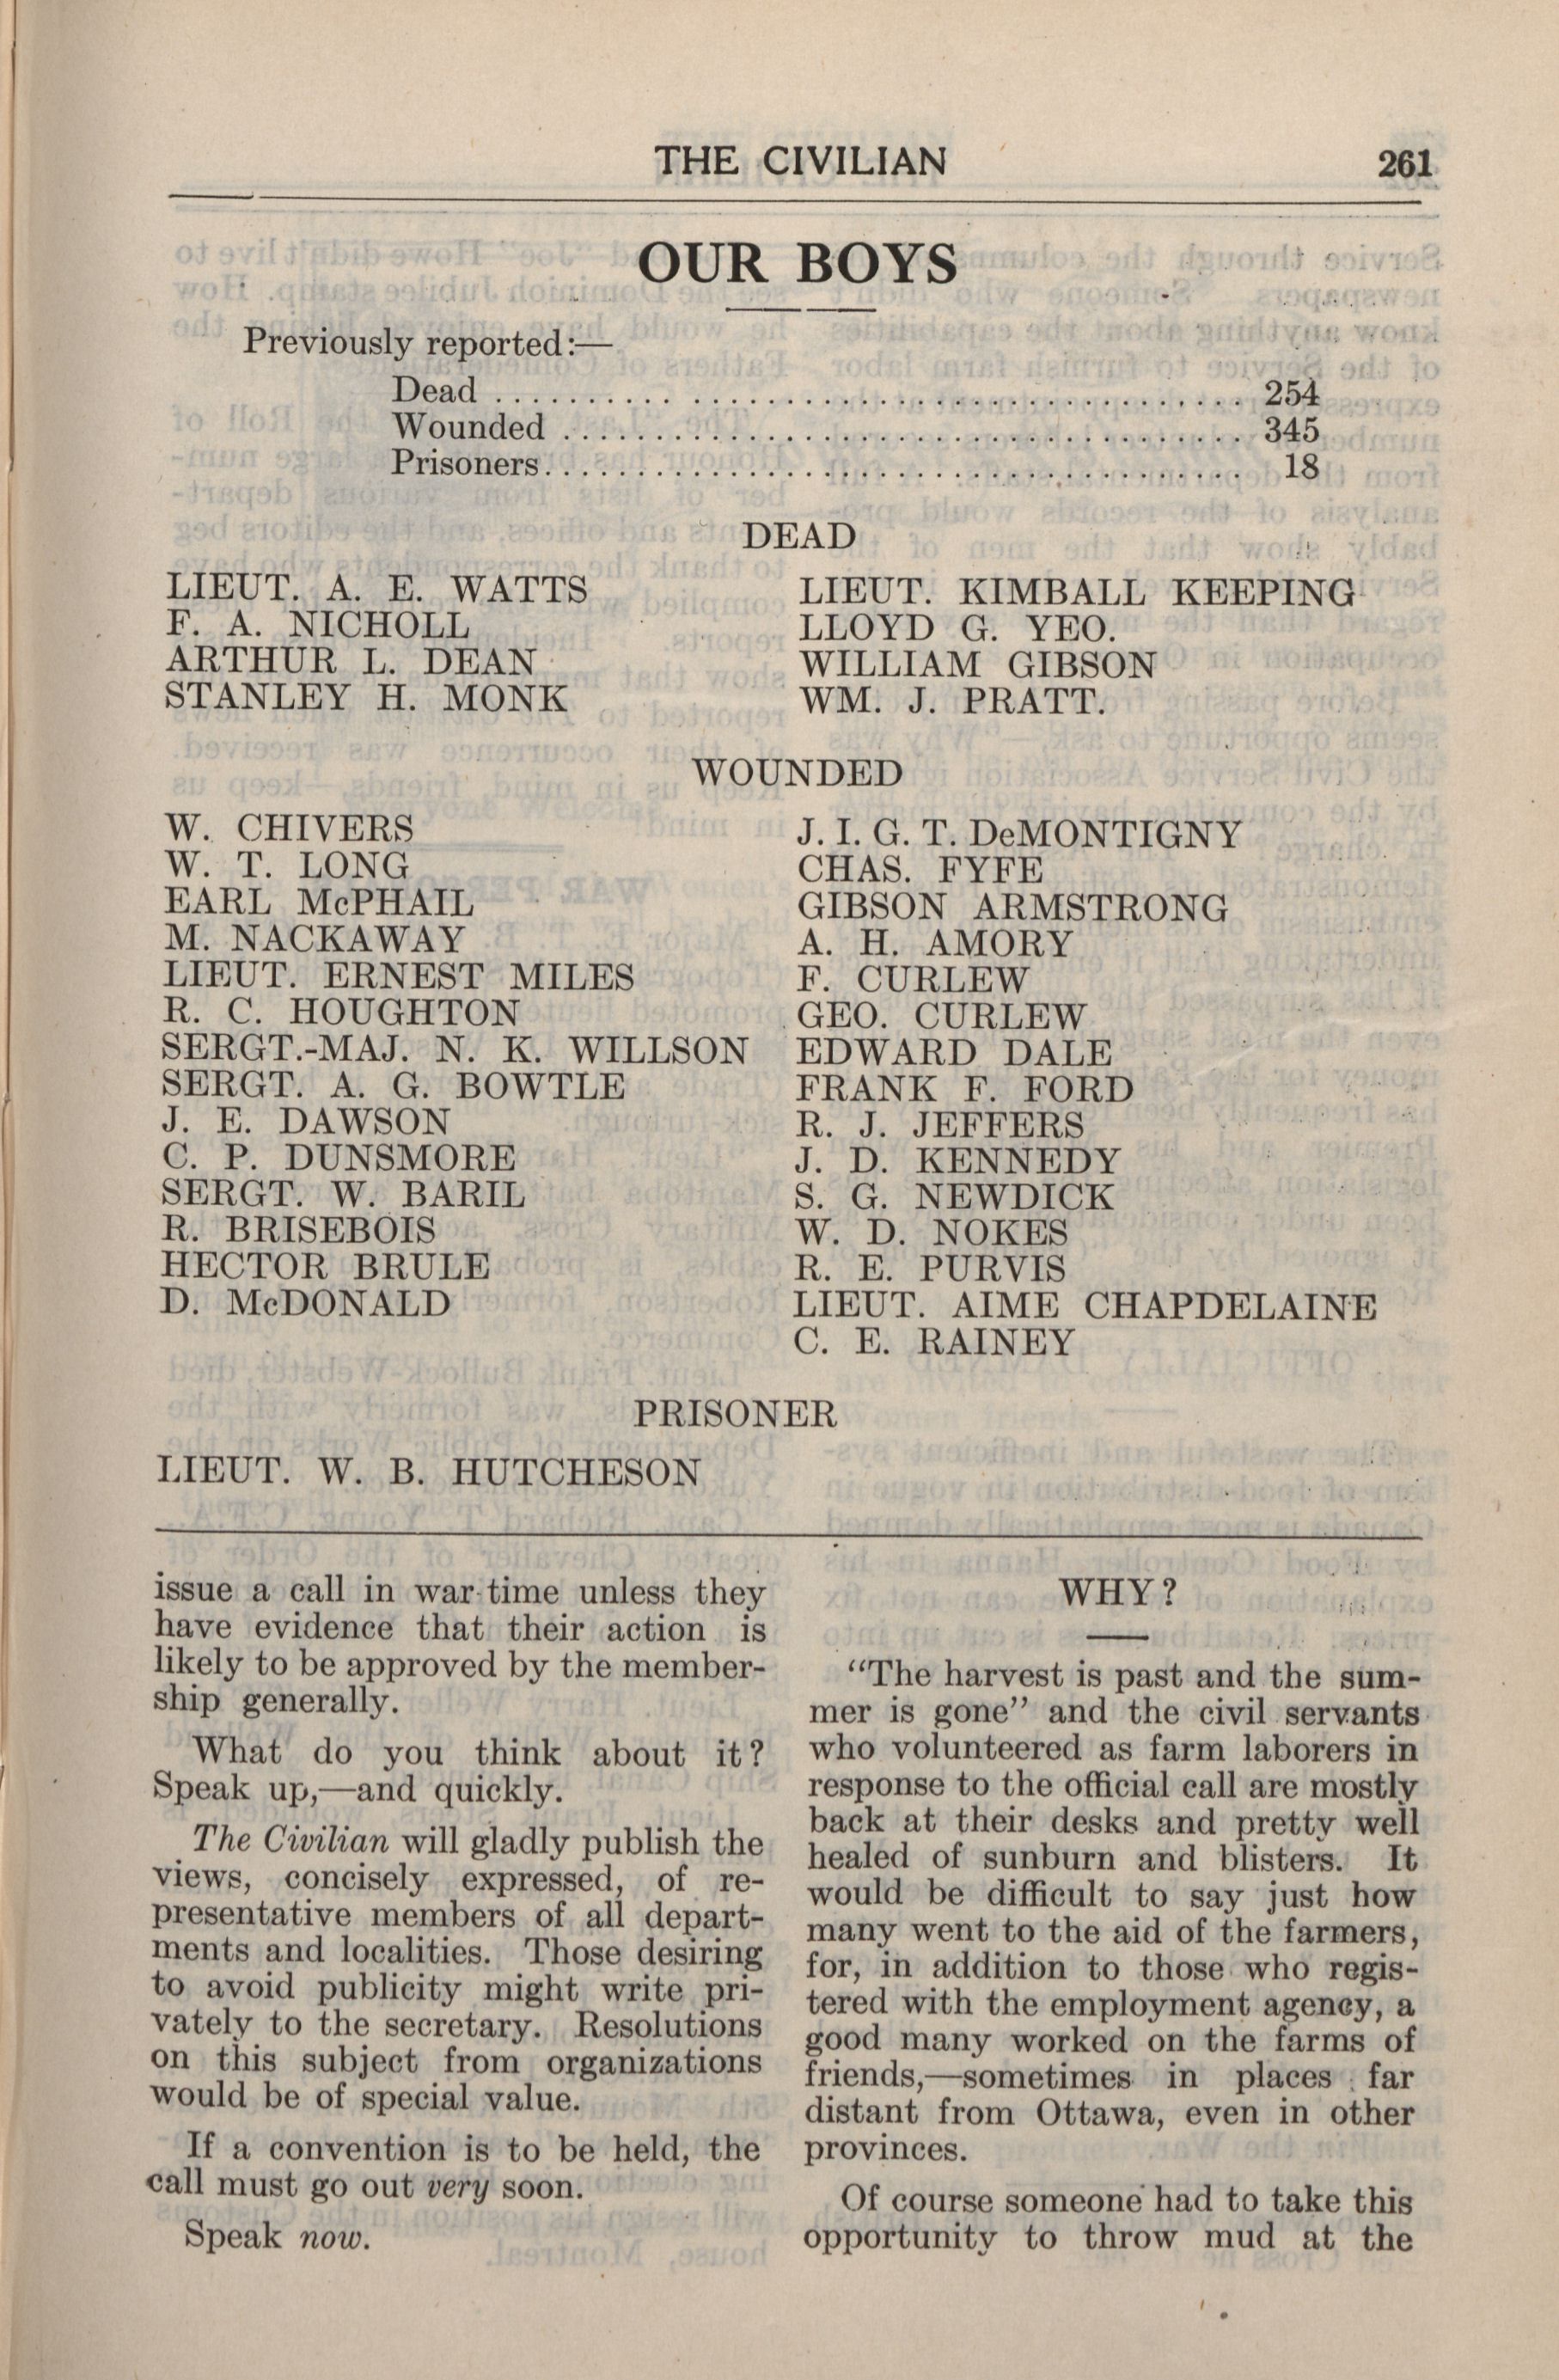 THE CIVILIAN 261
OUR BOYS
Previously reported:—
Dead ........................................ 254
Wounded ........................................ 345
Prisoners........................................ 18
DEAD
LIEUT. A. E. WATTS
F. A. NICHOLL
ARTHUR L. DEAN
STANLEY H. MONK
LIEUT. KIMBALL KEEPING
LLOYD G. YEO.
WILLIAM GIBSON
WM. J. PRATT.
WOUNDED
W. CHIVERS
W. T. LONG
EARL McPHAIL
M. NACKAWAY
LIEUT. ERNEST MILES
R. C. HOUGHTON
SERGT.-MAJ. N. K. WILLSON
SERGT. A. G. BOWTLE
J. E. DAWSON
C. P. DUNSMORE
SERGT. W. BARIL
R. BRISEBOIS
HECTOR BRULE
D. McDONALD
J. I. G. T. DeMONTIGNY
CHAS. FYFE
GIBSON ARMSTRONG
A. H. AMORY
F. CURLEW
GEO. CURLEW
EDWARD DALE
FRANK F. FORD
R. J. JEFFERS
J. D. KENNEDY
S. G. NEWDICK
W. D. NOKES
R. E. PURVIS
LIEUT. AIME CHAPDELAINE
C. E. RAINEY
PRISONER
LIEUT. W. B. HUTCHESON
issue a call in war time unless they
have evidence that their action is
likely to be approved by the member-
ship generally.
What do you think about it?
Speak up,—and quickly.
The Civilian will gladly publish the
views, concisely expressed, of re-
presentative members of all depart-
ments and localities. Those desiring
to avoid publicity might write pri-
vately to the secretary. Resolutions
on this subject from organizations
would be of special value.
If a convention is to be held, the
call must go out very soon.
Speak now.
WHY?
"The harvest is past and the sum-
mer is gone" and the civil servants
who volunteered as farm laborers in
response to the official call are mostly
back at their desks and pretty well
healed of sunburn and blisters. It
would be difficult to say just how
many went to the aid of the farmers,
for, in addition to those who regis-
tered with the employment agency, a
good many worked on the farms of
friends,—sometimes in places far
distant from Ottawa, even in other
provinces.
Of course someone had to take this
opportunity to throw mud at the